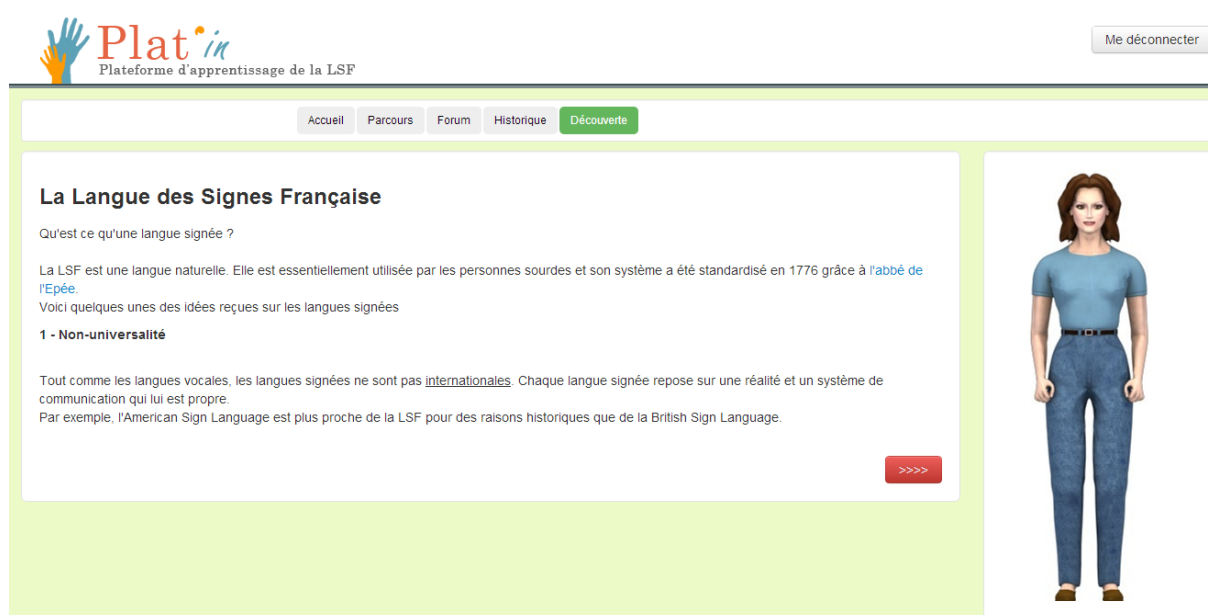 Plat'in
Plateforme d'apprentissage de la LSF
Me déconnecter
Accueil Parcours Forum Historique Découverte
La Langue des Signes Française
Qu'est ce qu'une langue signée ?
La LSF est une langue naturelle. Elle est essentiellement utilisée par les personnes sourdes et son système a été standardisé en 1776 grâce à l'abbé de
l'Epée.
Voici quelques unes des idées reçues sur les langues signées
1 - Non-universalité
Tout comme les langues vocales, les langues signées ne sont pas internationales. Chaque langue signée repose sur une réalité et un système de
communication qui lui est propre.
Par exemple, l'American Sign Language est plus proche de la LSF pour des raisons historiques que de la British Sign Language.
>>>>